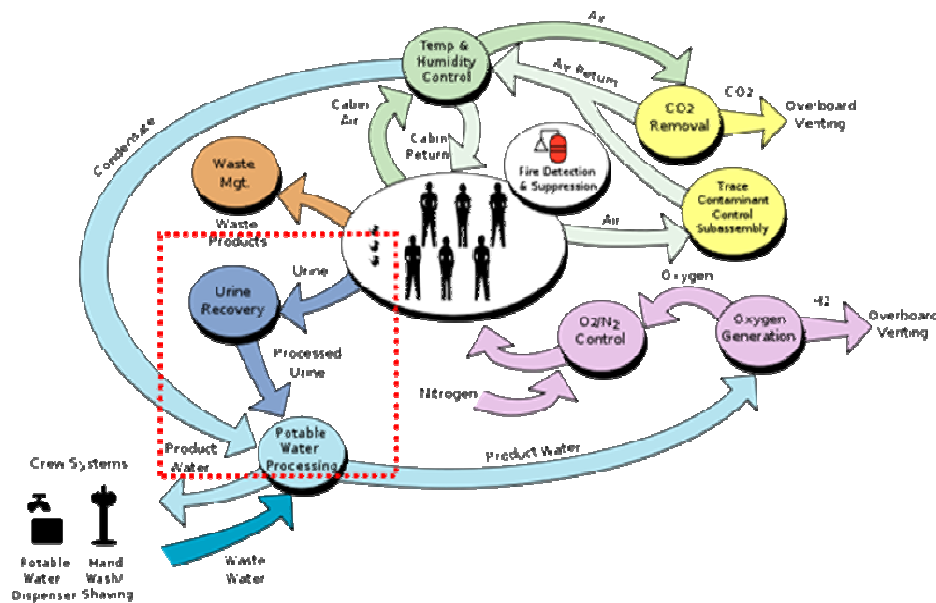 Air
Temp &
Humidity
Control
Air Return
CO2
CO2
Removal
Overboard
Venting
Cabin
Air
Cabin
Return
Condensate
Fire Detection
& Suppression
Waste
Mgt.
Trace
Contaminant
Control
Subassembly
Waste
Products
Air
Urine
Oxygen
Urine
Recovery
H2
O2/N2
Control
Oxygen
Generation
Overboard
Venting
Processed
Urine
Nitrogen
Potable
Water
Processing
Product
Water
Product Water
Crew Systems
Potable
Water
Dispenser
Hand
Wash/
Shaving
Waste
Water